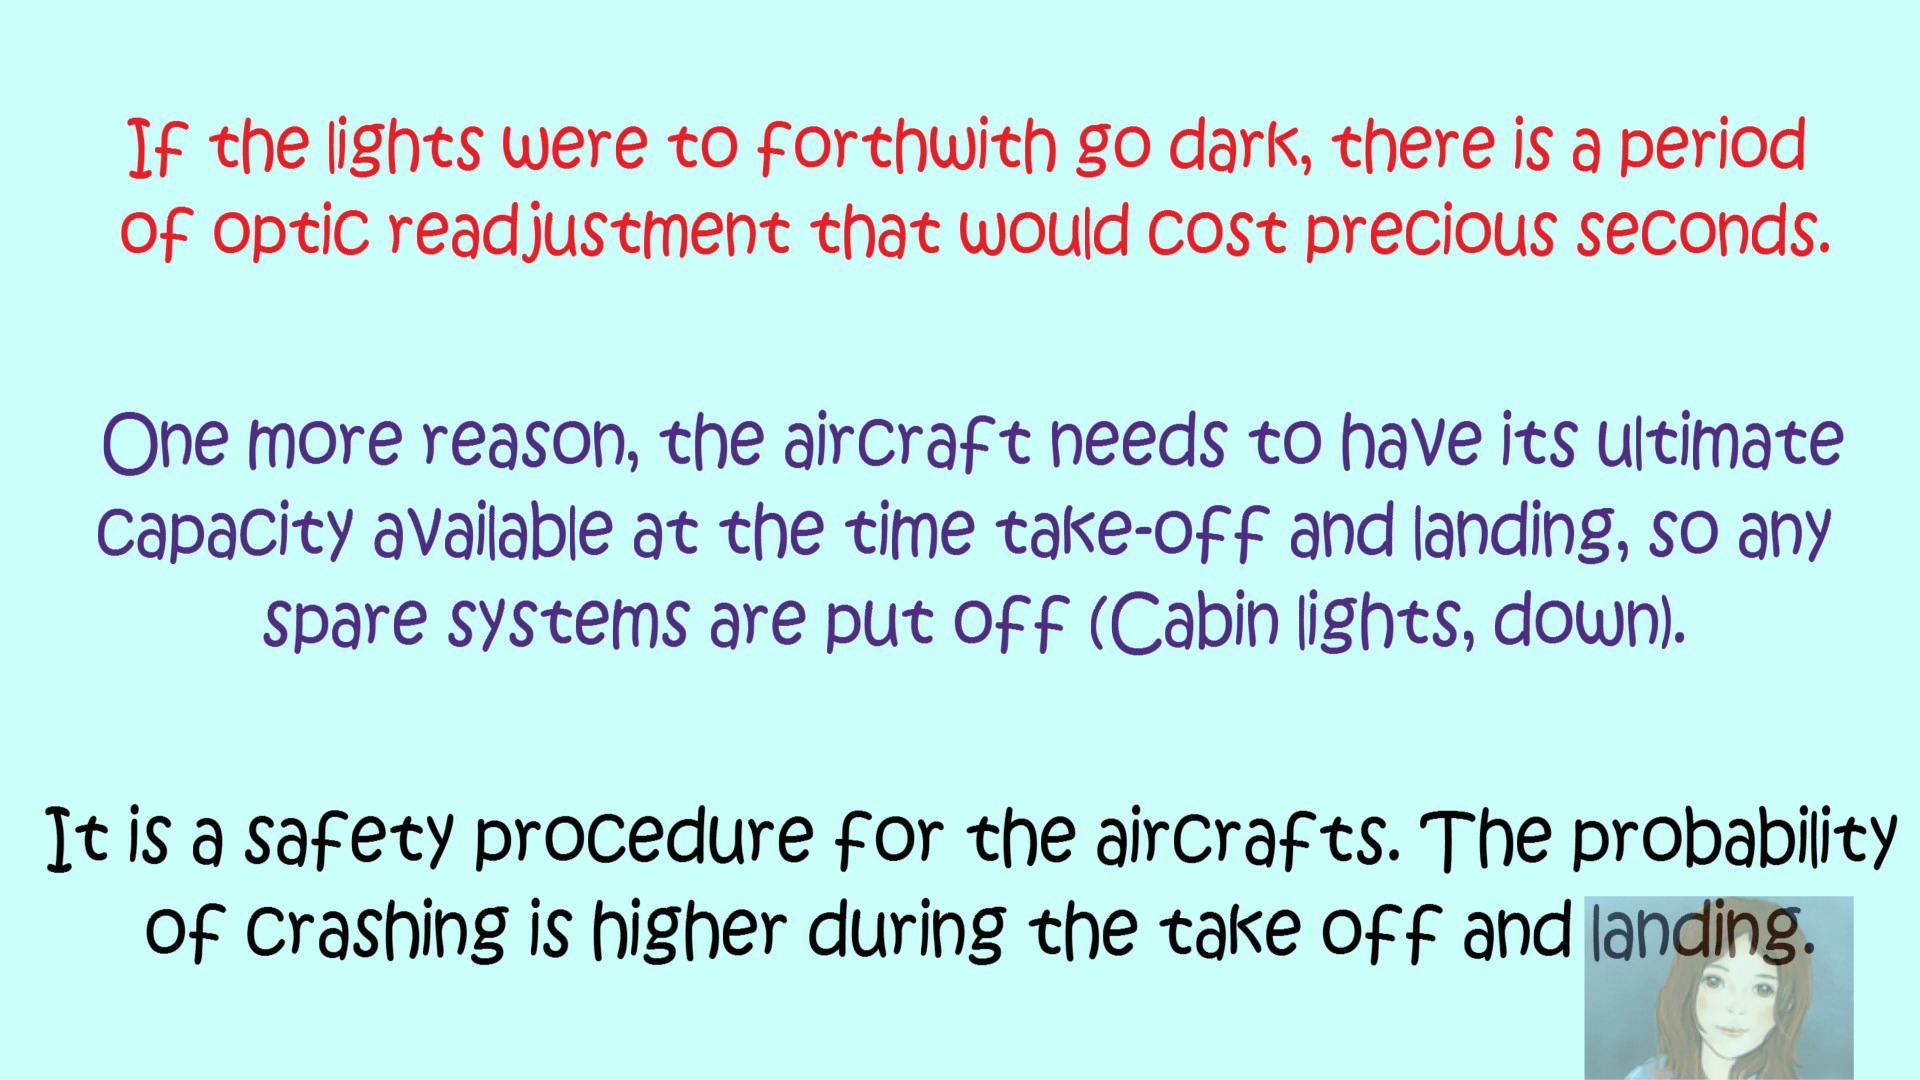 If the lights were to forthwith go dark, there is a period
of optic readjustment that would cost precious seconds.
One more reason, the aircraft needs to have its ultimate
capacity available at the time take-off and landing, so any
spare systems are put off (Cabin lights, down).
It is a safety procedure for the aircrafts. The probability
of crashing is higher during the take off and landing.